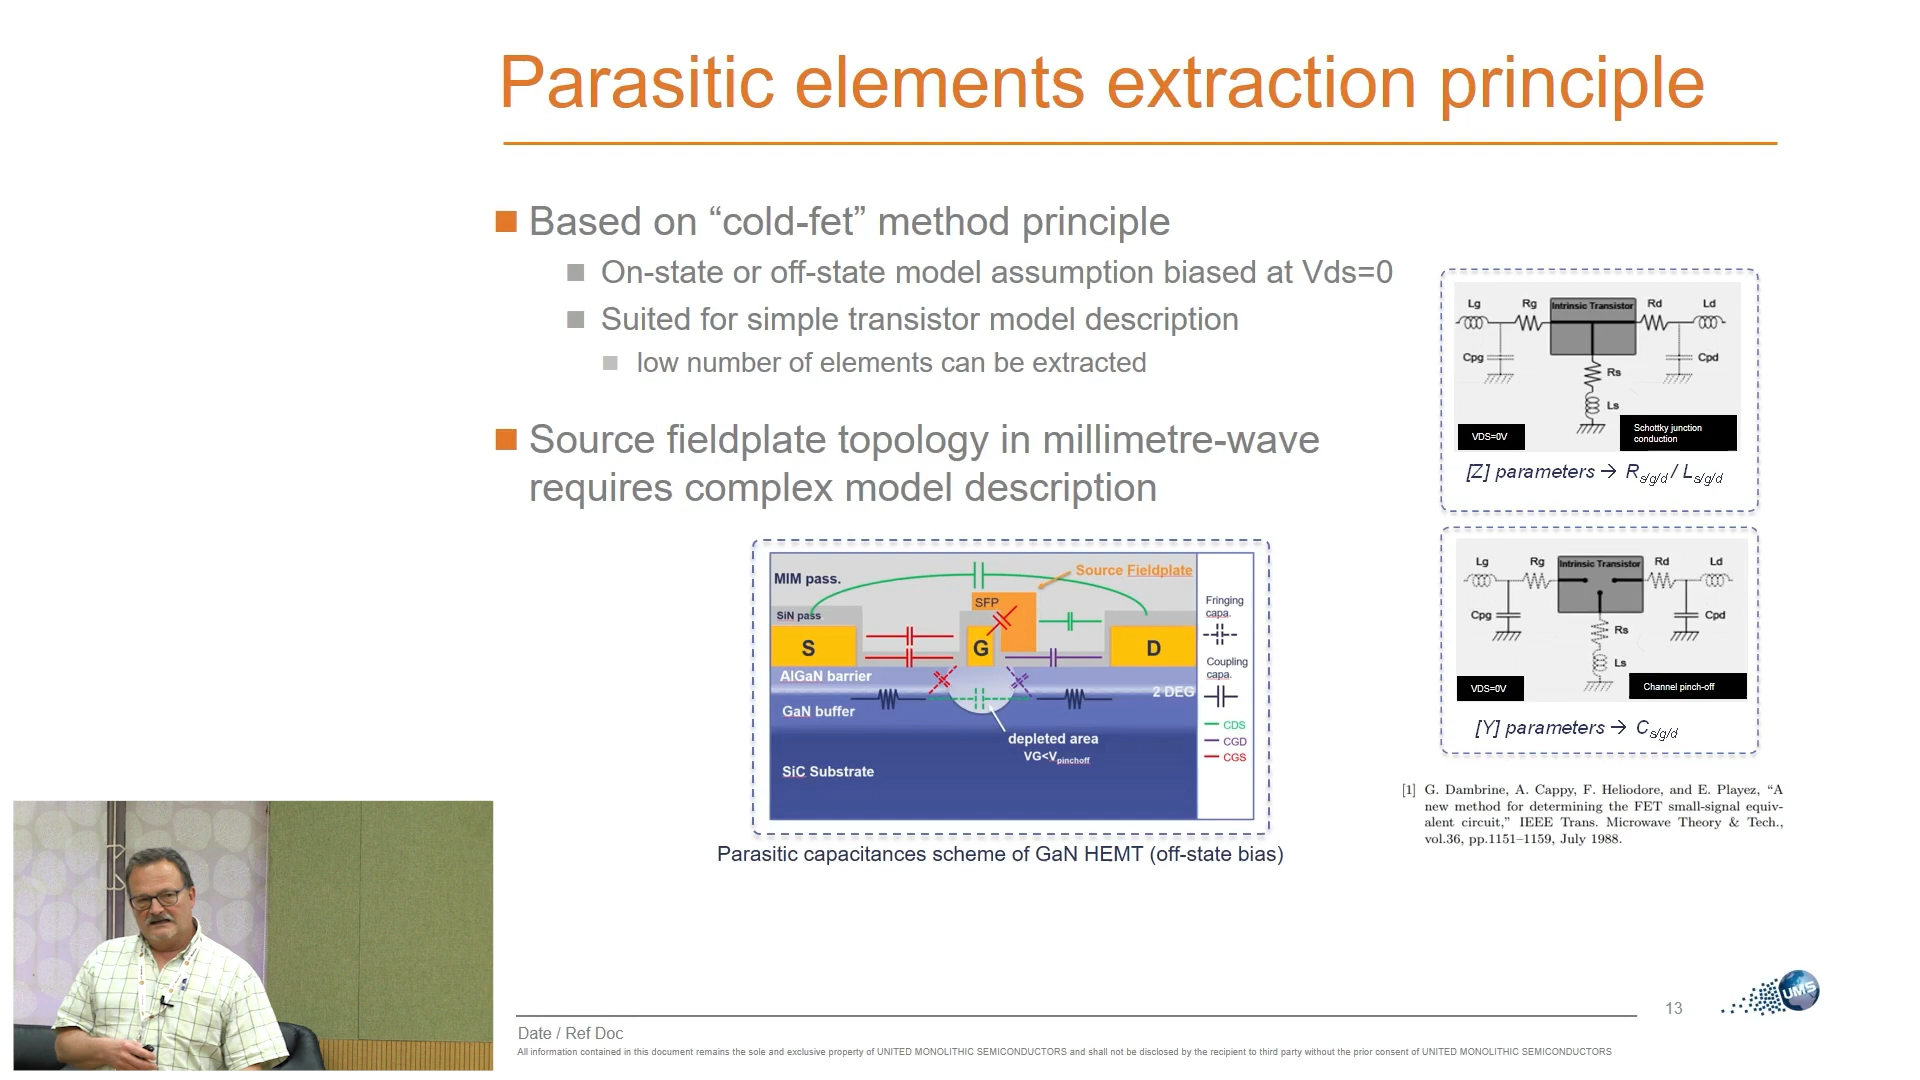 Parasitic elements extraction principle
Based on “cold-fet” method principle
On-state or off-state model assumption biased at Vds=0
Suited for simple transistor model description
low number of elements can be extracted
Source fieldplate topology in millimetre-wave
requires complex model description
MIM pass.
Source Fieldplate
SFP
SiN pass
S
G
D
AlGaN barrier
2 DEG
GaN buffer
depleted area
VG<Vpinchoff
SiC Substrate
Fringing
capa.
Coupling
capa.
CDS
CGD
CGS
Parasitic capacitances scheme of GaN HEMT (off-state bias)
Lg Rg Intrinsic Transistor Rd Ld
Cpg Cpd
Rs
Ls
VDS=0V
Schottky junction
conduction
[Z] parameters → Rs/g/d / Ls/g/d
Lg Rg Intrinsic Transistor Rd Ld
Cpg Cpd
Rs
Ls
VDS=0V
Channel pinch-off
[Y] parameters → Cs/g/d
[1] G. Dambrine, A. Cappy, F. Heliodore, and E. Playez, “A
new method for determining the FET small-signal equiv-
alent circuit,” IEEE Trans. Microwave Theory & Tech.,
vol.36, pp.1151–1159, July 1988.
13
UMS
Date / Ref Doc
All information contained in this document remains the sole and exclusive property of UNITED MONOLITHIC SEMICONDUCTORS and shall not be disclosed by the recipient to third party without the prior consent of UNITED MONOLITHIC SEMICONDUCTORS